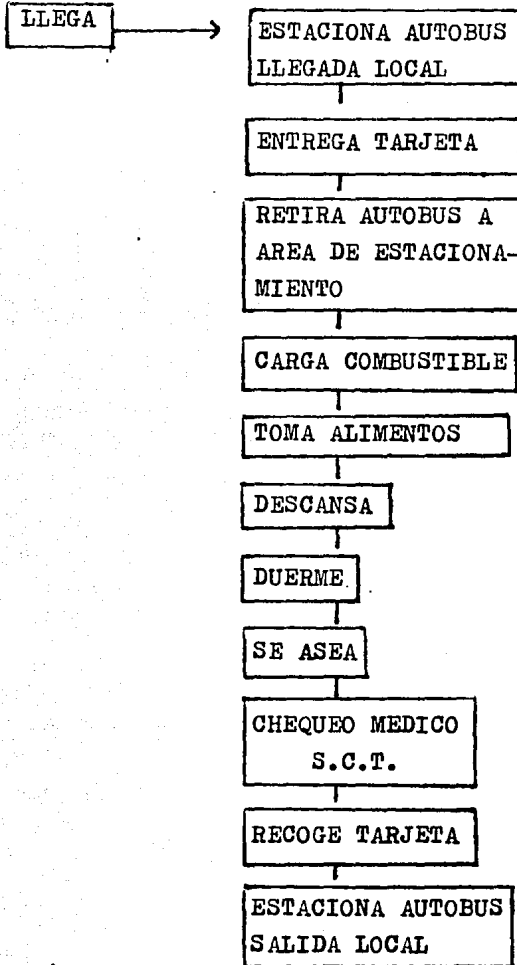 LLEGA
ESTACIONA AUTOBUS
LLEGADA LOCAL
ENTREGA TARJETA
RETIRA AUTOBUS A
AREA DE ESTACIONA-
MIENTO
CARGA COMBUSTIBLE
TOMA ALIMENTOS
DESCANSA
DUERME.
SE ASEA
CHEQUEO MEDICO
S.C.T.
RECOGE TARJETA
ESTACIONA AUTOBUS
SALIDA LOCAL